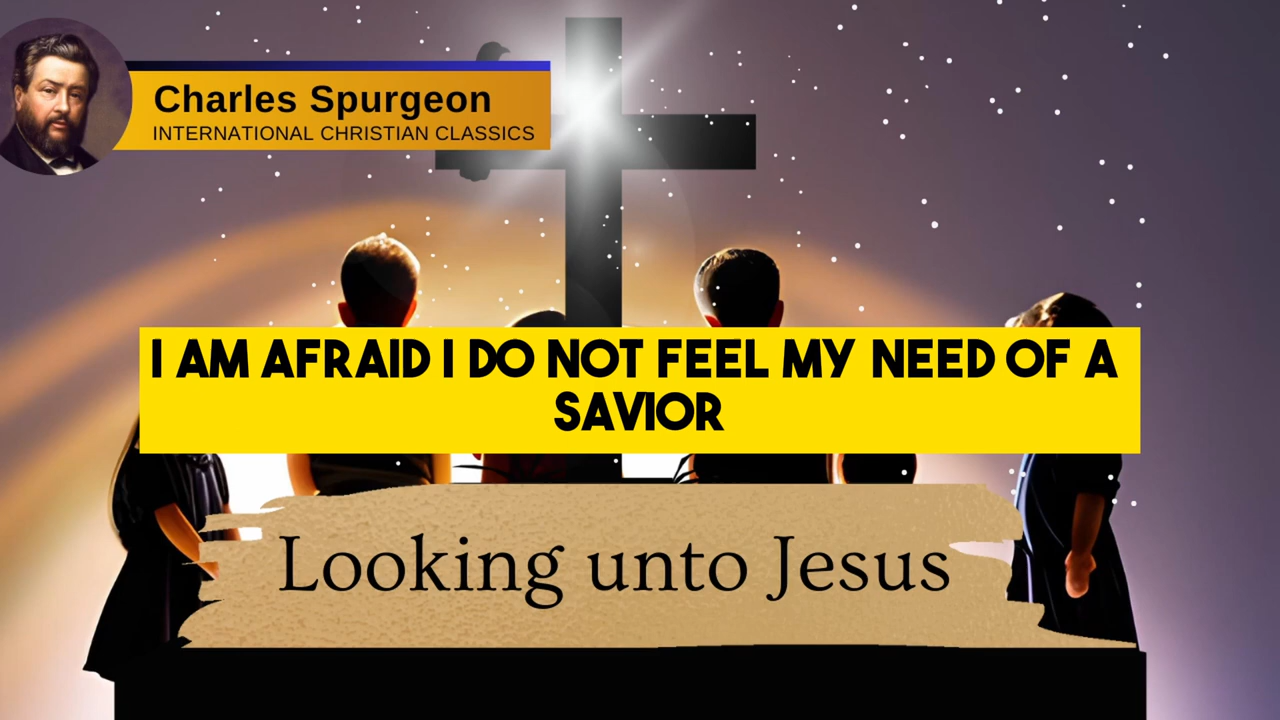 Charles Spurgeon
INTERNATIONAL CHRISTIAN CLASSICS
I AM AFRAID I DO NOT FEEL MY NEED OF A
SAVIOR
Looking unto Jesus